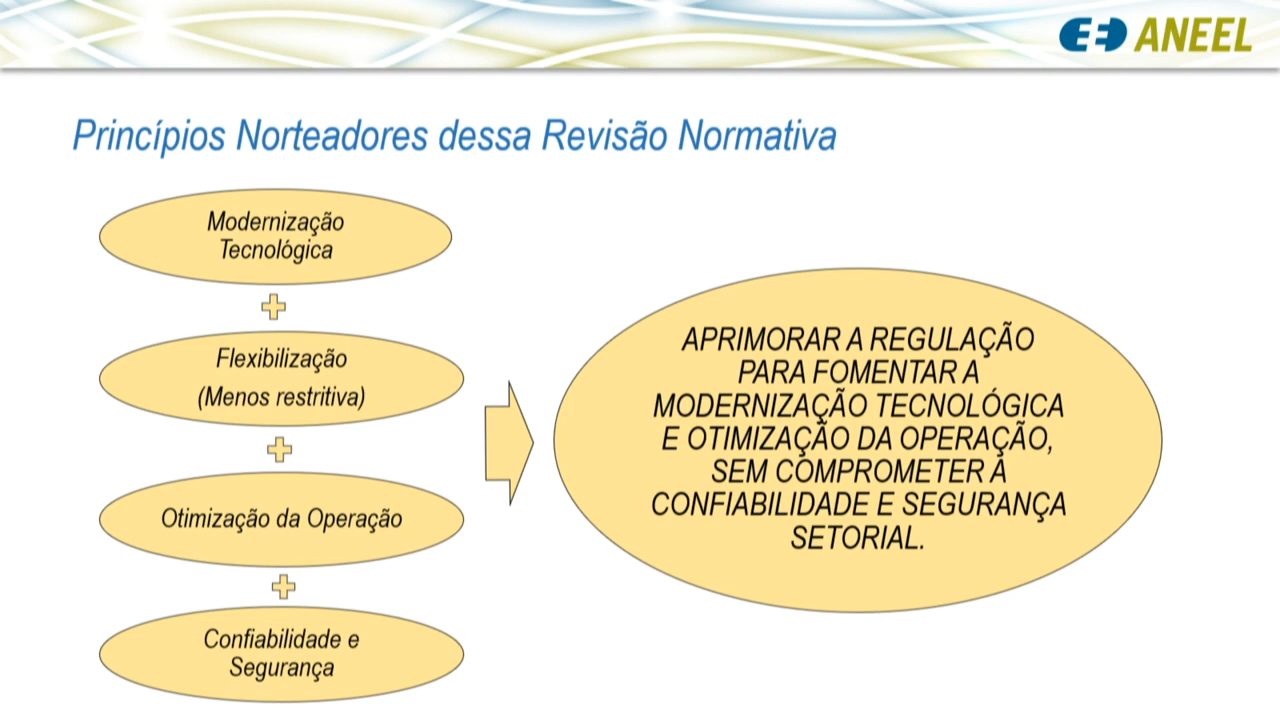 ANEEL
Princípios Norteadores dessa Revisão Normativa
Modernização
Tecnológica
Flexibilização
(Menos restritiva)
Otimização da Operação
Confiabilidade e
Segurança
APRIMORAR A REGULAÇÃO
PARA FOMENTAR A
MODERNIZAÇÃO TECNOLÓGICA
E OTIMIZAÇÃO DA OPERAÇÃO,
SEM COMPROMETER A
CONFIABILIDADE E SEGURANÇA
SETORIAL.